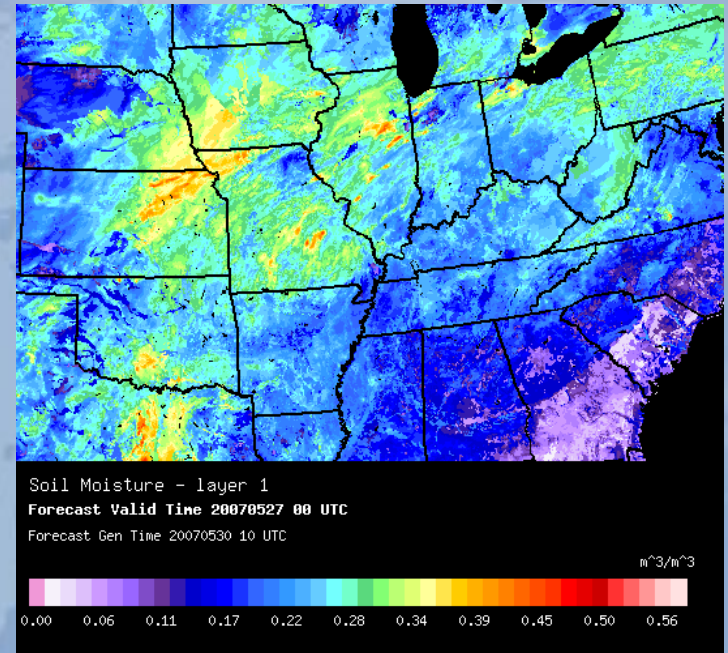 Soil Moisture - layer 1
Forecast Valid Time 20070527 00 UTC
Forecast Gen Time 20070530 10 UTC
m^3/m^3
0.00 0.06 0.11 0.17 0.22 0.28 0.34 0.39 0.45 0.50 0.56